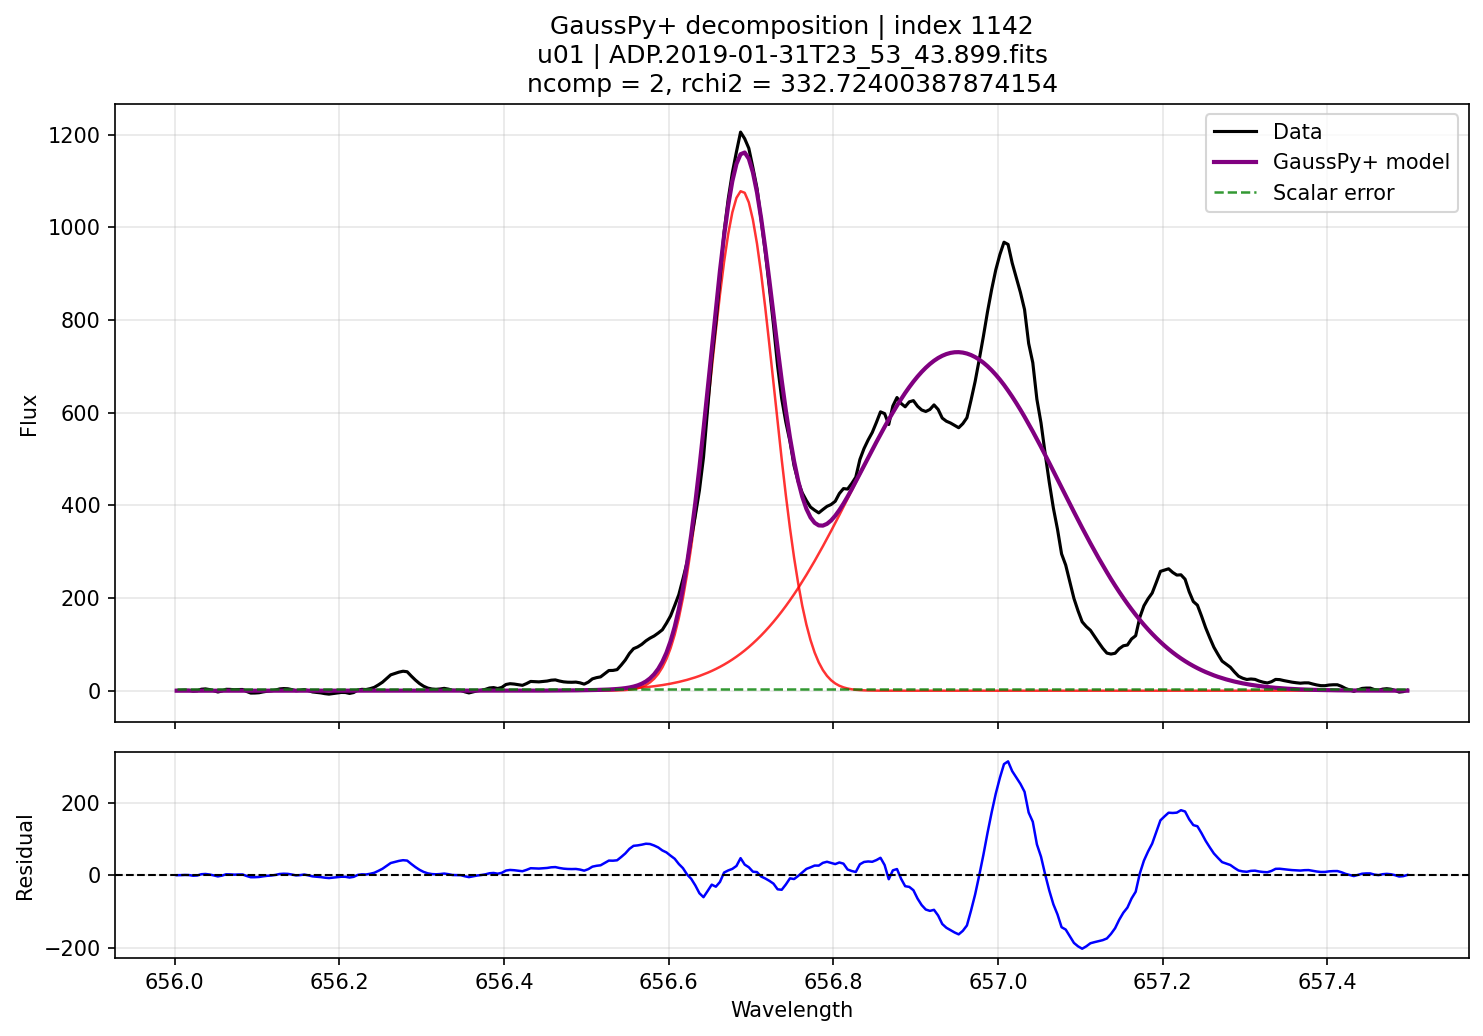 GaussPy+ decomposition | index 1142
u01 | ADP.2019-01-31T23_53_43.899.fits
ncomp = 2, rchi2 = 332.72400387874154
Data
GaussPy+ model
Scalar error
1200
1000
800
600
400
200
0
Flux
200
0
−200
Residual
656.0 656.2 656.4 656.6 656.8 657.0 657.2 657.4
Wavelength